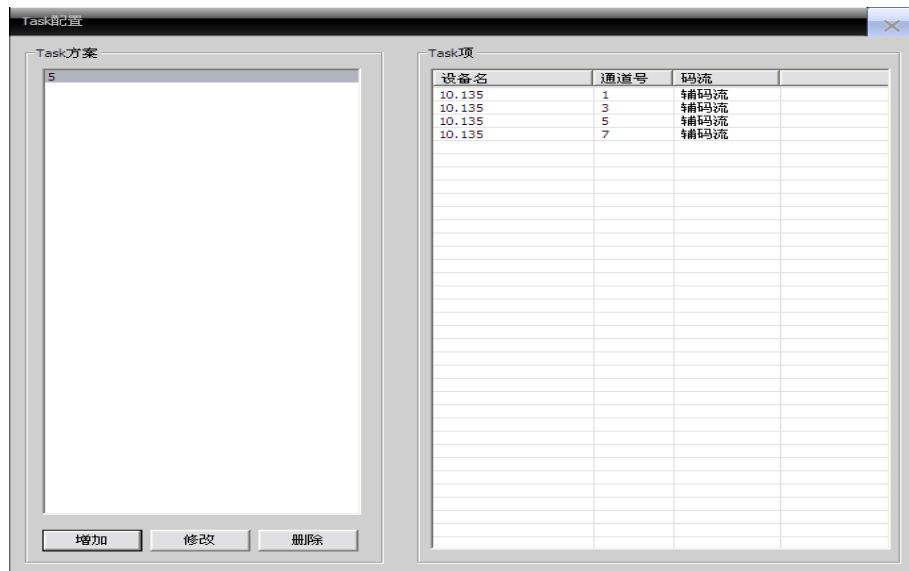 Task配置
Task方案
5
增加 修改 删除
Task项
设备名 通道号 码流
10.135 1 辅码流
10.135 3 辅码流
10.135 5 辅码流
10.135 7 辅码流